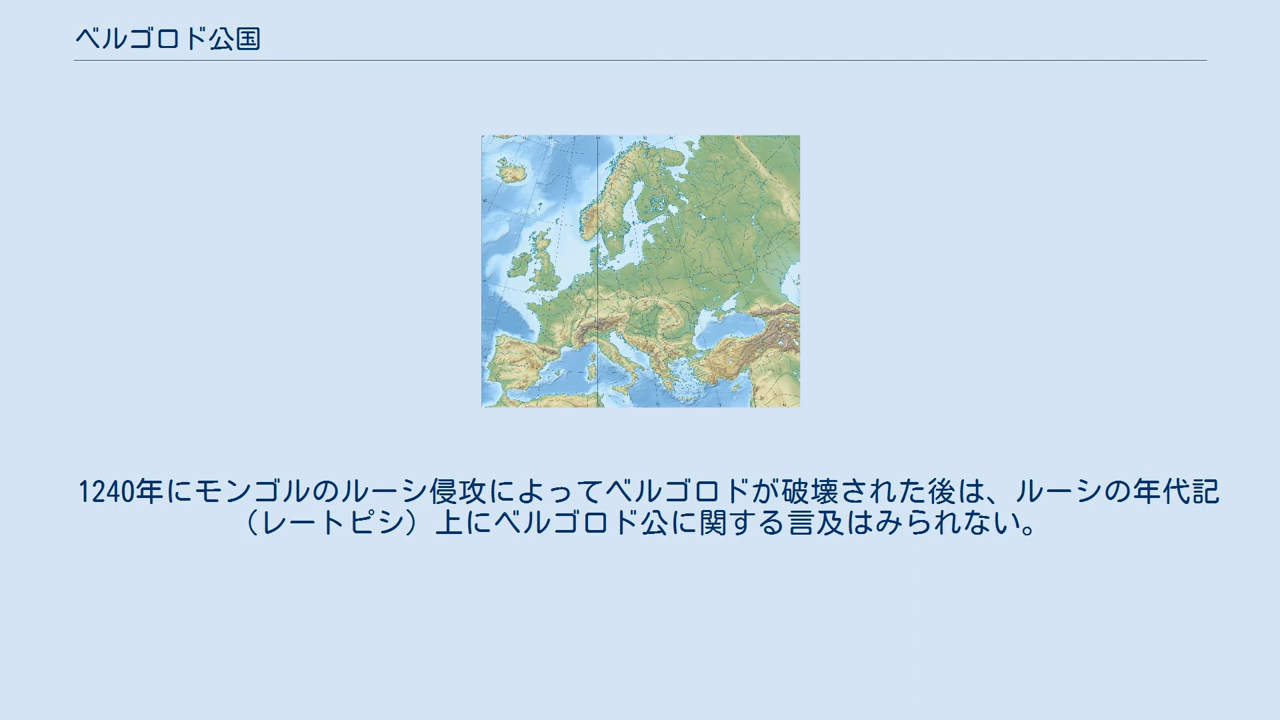 ベルゴロド公国
1240年にモンゴルのルーシ侵攻によってベルゴロドが破壊された後は、ルーシの年代記
（レートピシ）上にベルゴロド公に関する言及はみられない。